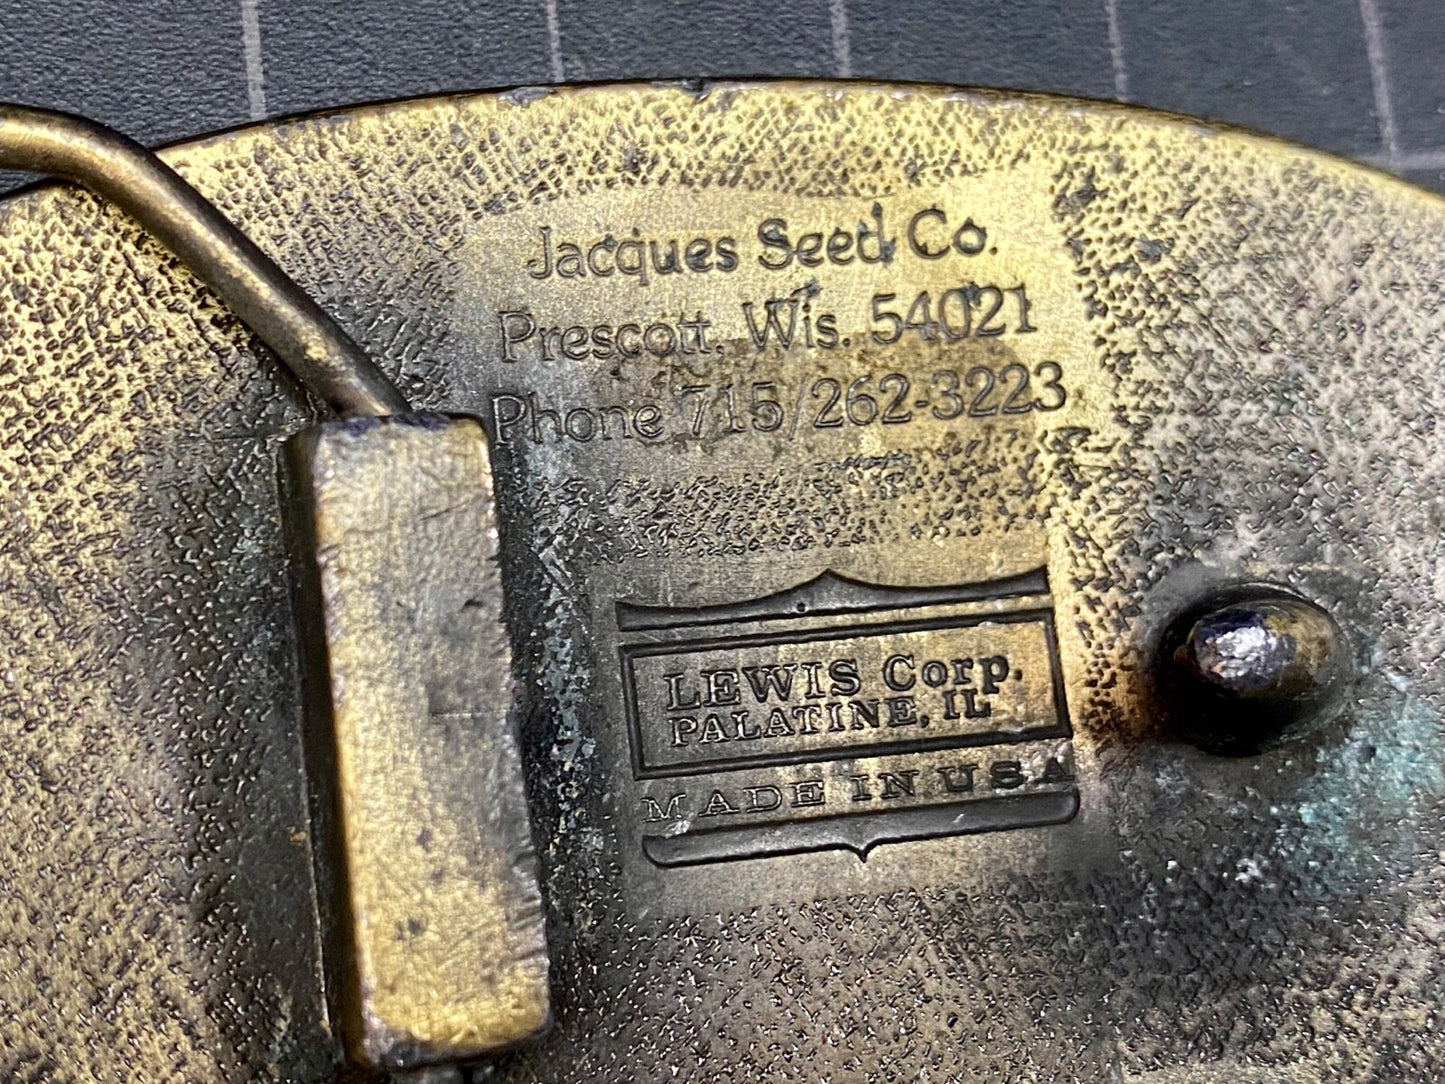 Jacques Seed Co.
Prescott, Wis. 54021
Phone 715/262-3223
LEWIS Corp.
PALATINE, IL
MADE IN USA